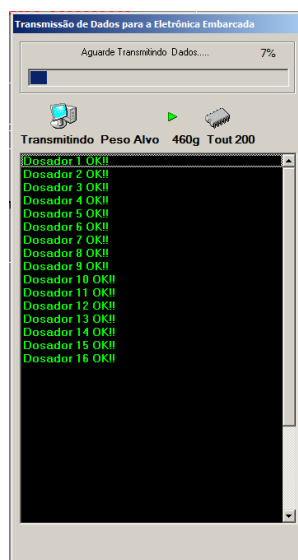 Transmissão de Dados para a Eletrônica Embarcada
Aguarde Transmitindo Dados..... 7%
Transmitindo Peso Alvo 460g Tout 200
Dosador 1 OK!!
Dosador 2 OK!!
Dosador 3 OK!!
Dosador 4 OK!!
Dosador 5 OK!!
Dosador 6 OK!!
Dosador 7 OK!!
Dosador 8 OK!!
Dosador 9 OK!!
Dosador 10 OK!!
Dosador 11 OK!!
Dosador 12 OK!!
Dosador 13 OK!!
Dosador 14 OK!!
Dosador 15 OK!!
Dosador 16 OK!!